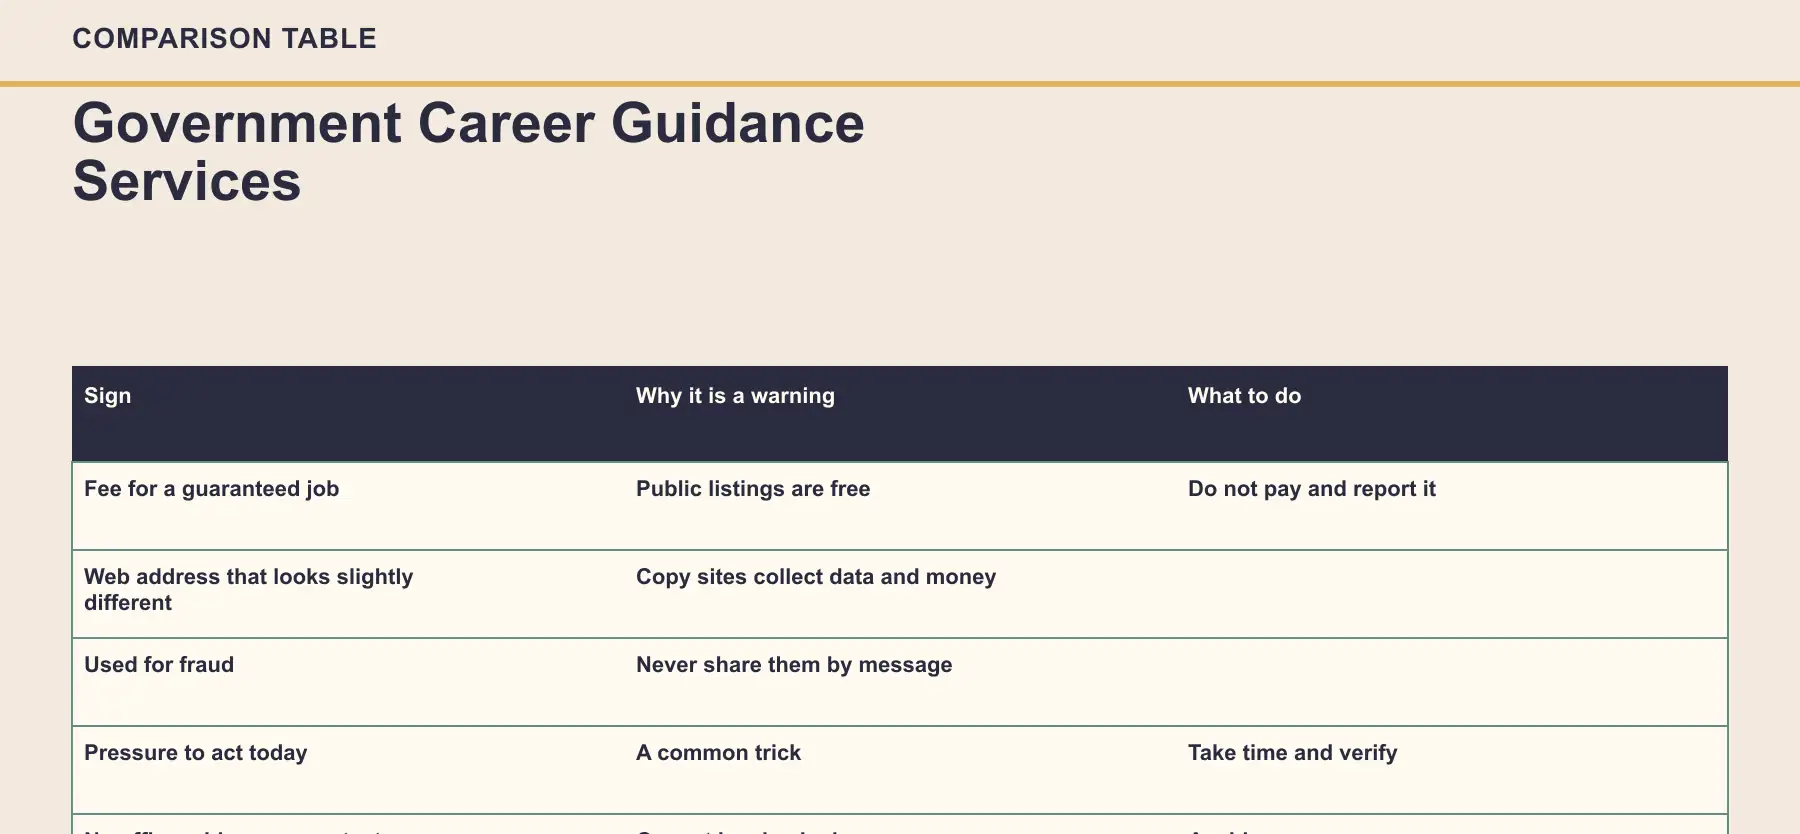 COMPARISON TABLE
Government Career Guidance
Services
Sign Why it is a warning What to do
Fee for a guaranteed job Public listings are free Do not pay and report it
Web address that looks slightly Copy sites collect data and money
different
Used for fraud Never share them by message
Pressure to act today A common trick Take time and verify